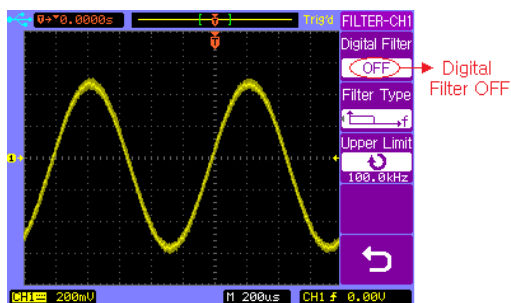 T→▼0.0000s
Trig'd
FILTER-CH1
T
Digital Filter
OFF
Digital
Filter OFF
Filter Type
f
Upper Limit
100.0kHz
1
CH1 200mV
M 200us
CH1 0.00V